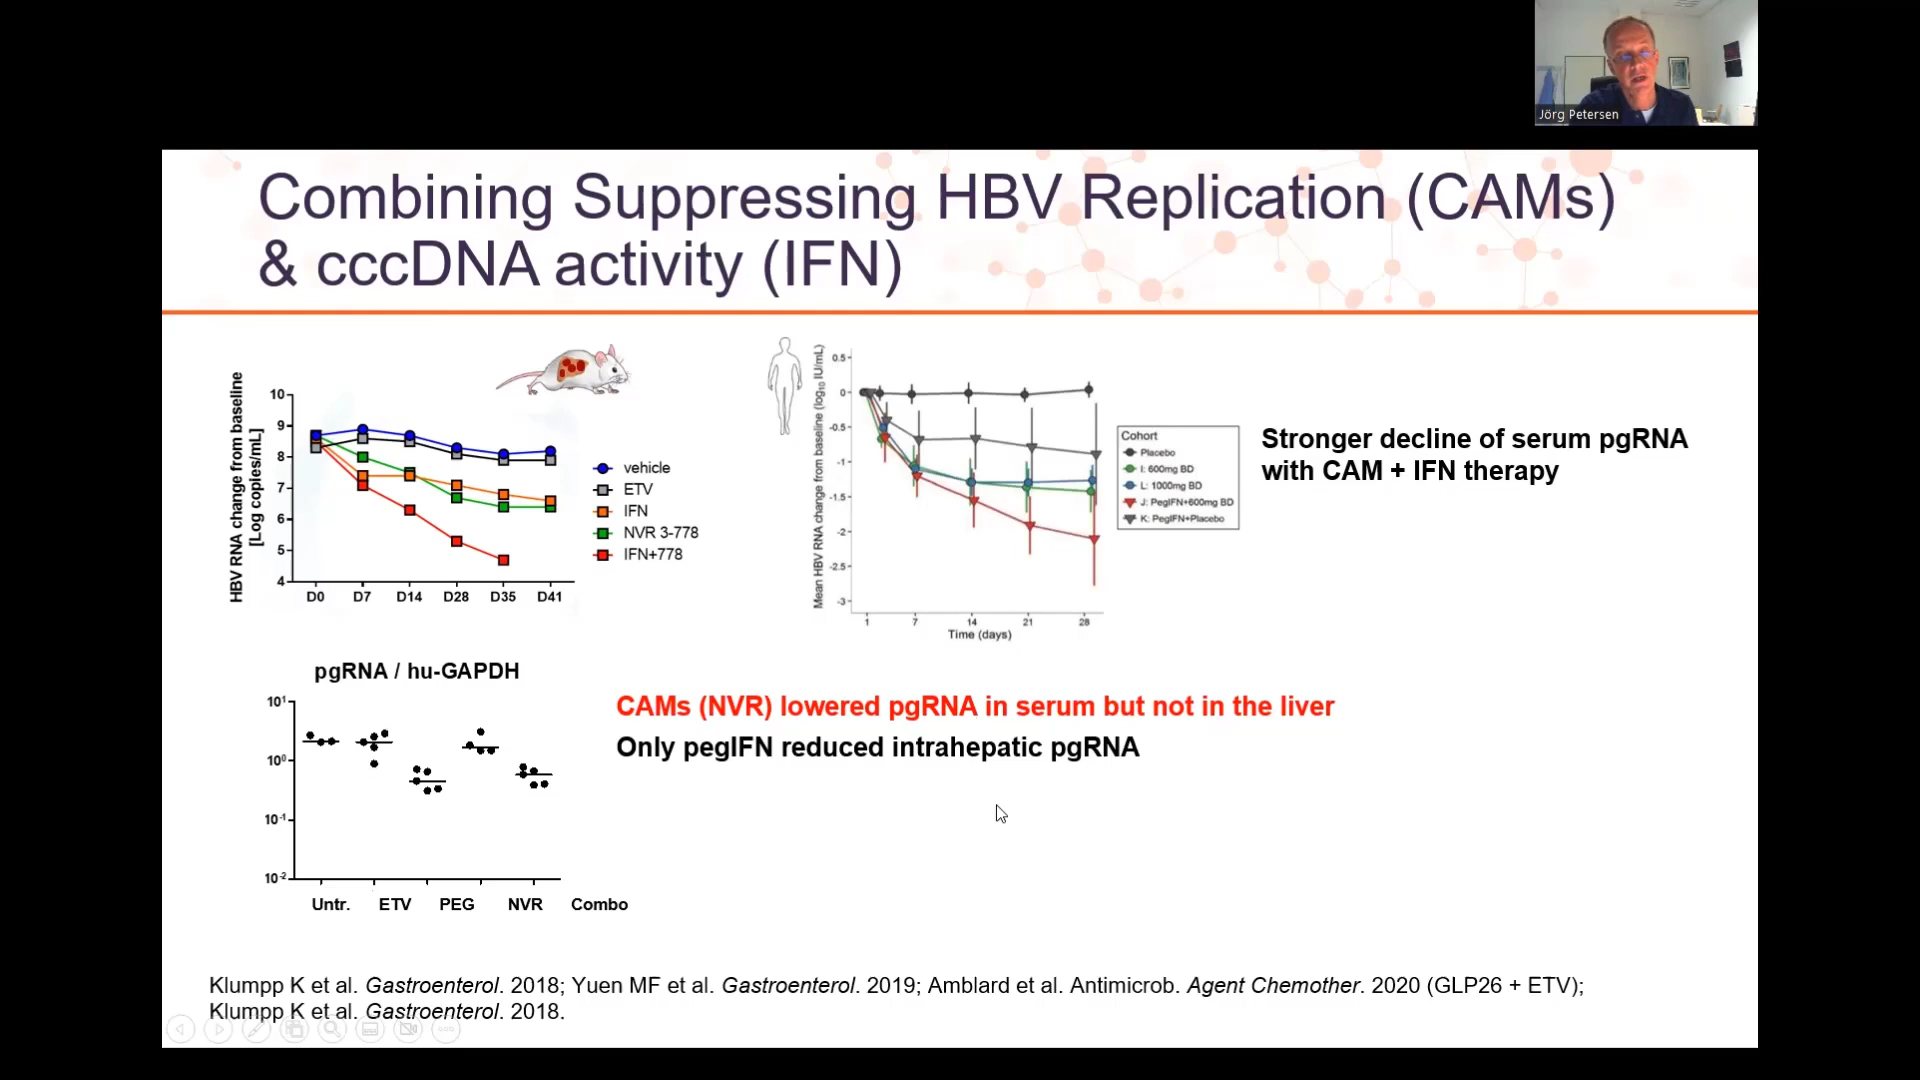 Jörg Petersen
Combining Suppressing HBV Replication (CAMs)
& cccDNA activity (IFN)
HBV RNA change from baseline
[Log copies/mL]
10
9
8
7
6
5
4
D0 D7 D14 D28 D35 D41
vehicle
ETV
IFN
NVR 3-778
IFN+778
Mean HBV RNA change from baseline (log10 IU/mL)
0.5
0
-0.5
-1
-1.5
-2
-2.5
-3
1 7 14 21 28
Time (days)
Cohort
Placebo
I: 600mg BD
L: 1000mg BD
J: PegIFN+600mg BD
K: PegIFN+Placebo
Stronger decline of serum pgRNA
with CAM + IFN therapy
pgRNA / hu-GAPDH
10¹
10⁰
10⁻¹
10⁻²
Untr. ETV PEG NVR Combo
CAMs (NVR) lowered pgRNA in serum but not in the liver
Only pegIFN reduced intrahepatic pgRNA
Klumpp K et al. Gastroenterol. 2018; Yuen MF et al. Gastroenterol. 2019; Amblard et al. Antimicrob. Agent Chemother. 2020 (GLP26 + ETV);
Klumpp K et al. Gastroenterol. 2018.